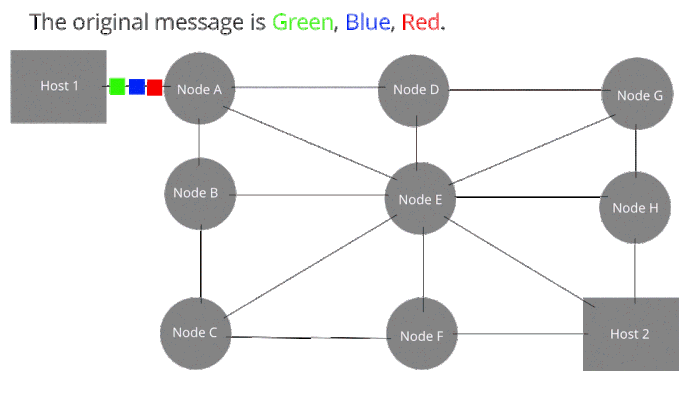 The original message is Green, Blue, Red.
Host 1
Node A
Node D
Node G
Node B
Node E
Node H
Node C
Node F
Host 2